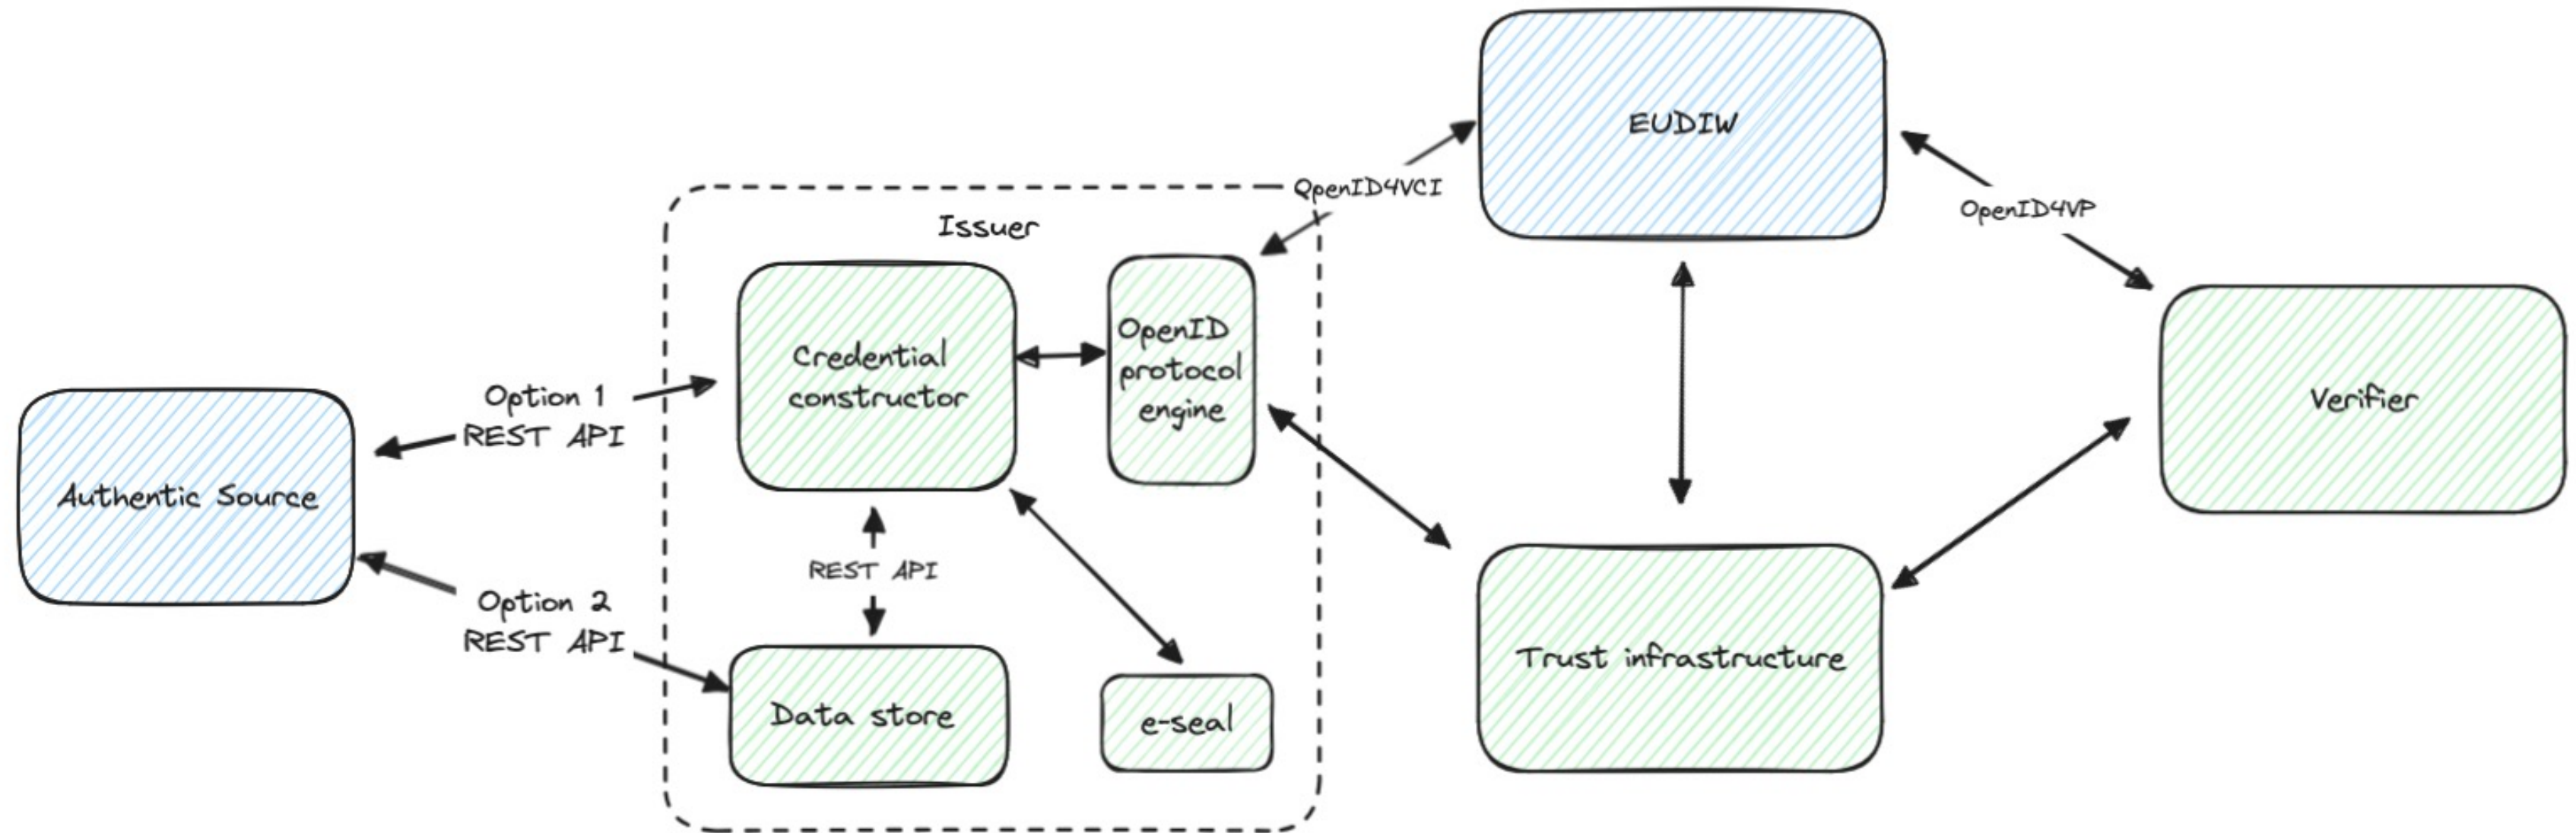 EUDIW
OpenID4VCI
OpenID4VP
Issuer
OpenID
protocol
engine
Credential
constructor
Option 1
REST API
Verifier
Authentic Source
REST API
Option 2
REST API
Trust infrastructure
Data store
e-seal